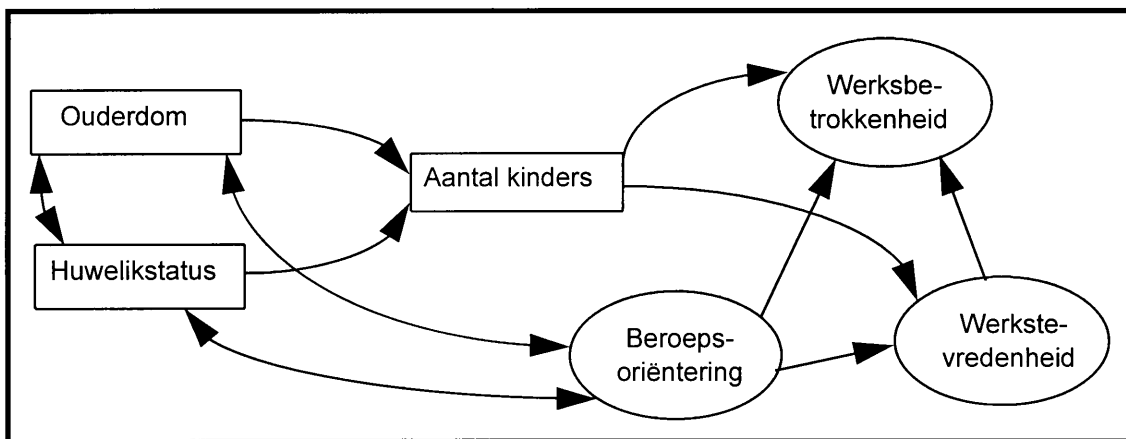 Ouderdom
Huwelikstatus
Aantal kinders
Werksbe-
trokkenheid
Beroeps-
oriëntering
Werkste-
vredenheid